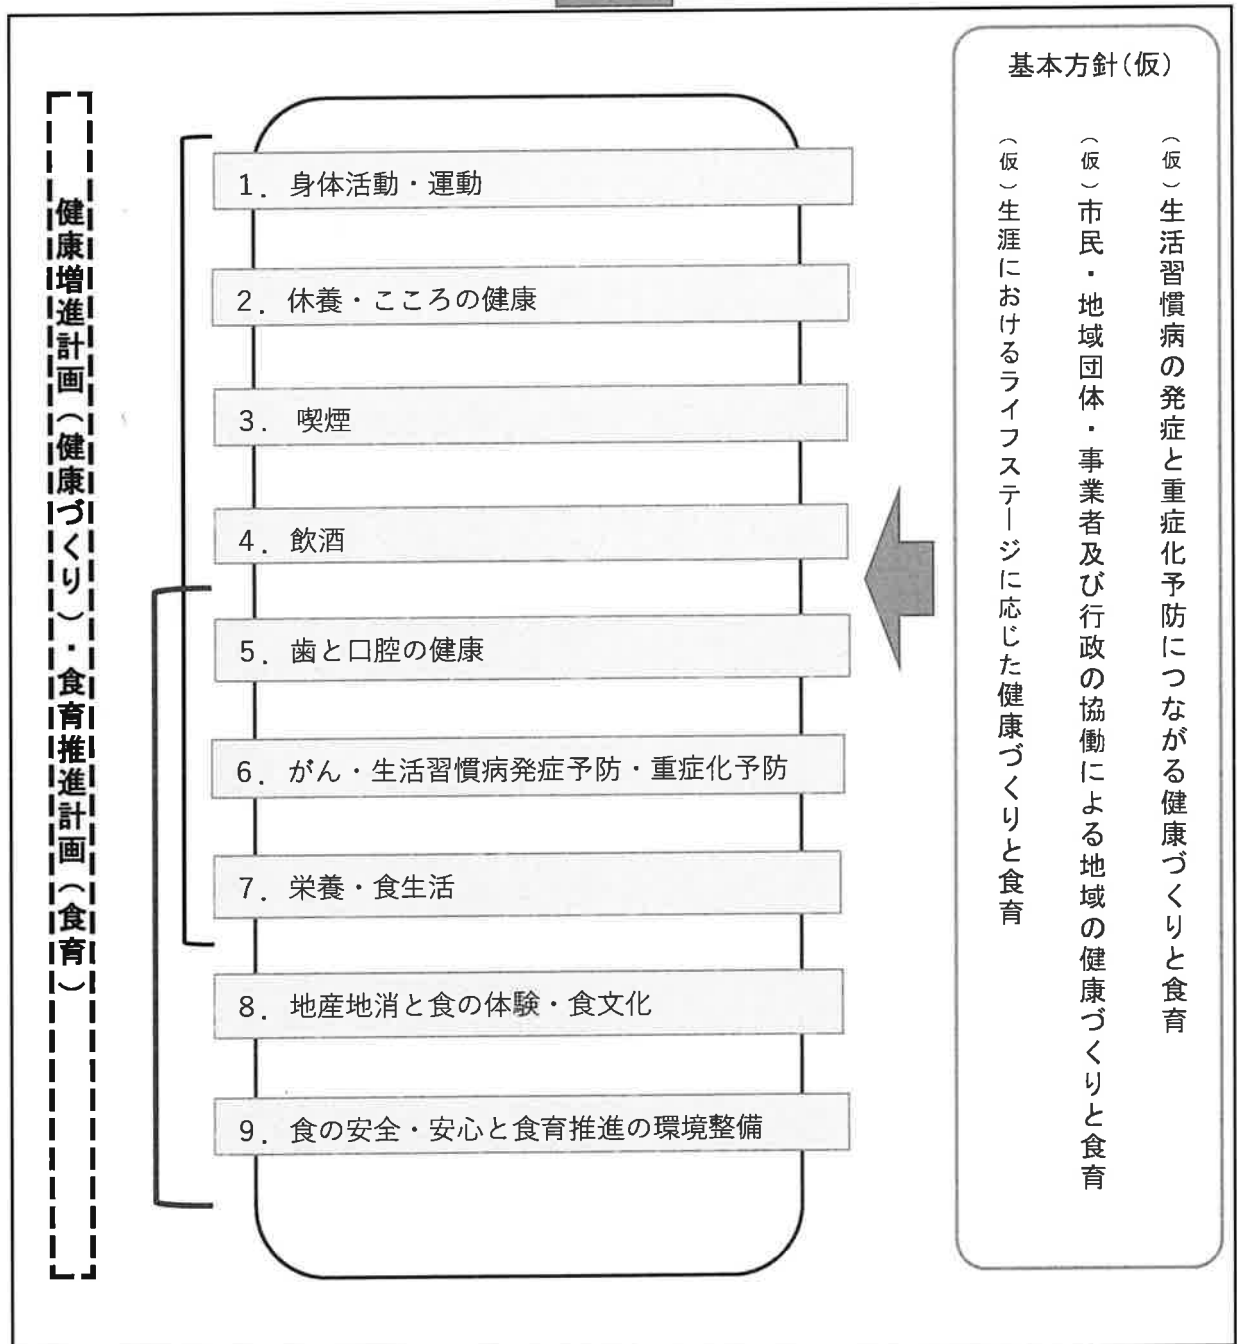 基本方針(仮)
(仮)生活習慣病の発症と重症化予防につながる健康づくりと食育
(仮)市民・地域団体・事業者及び行政の協働による地域の健康づくりと食育
(仮)生涯におけるライフステージに応じた健康づくりと食育
1. 身体活動・運動
2. 休養・こころの健康
3. 喫煙
4. 飲酒
5. 歯と口腔の健康
6. がん・生活習慣病発症予防・重症化予防
7. 栄養・食生活
8. 地産地消と食の体験・食文化
9. 食の安全・安心と食育推進の環境整備
健康増進計画(健康づくり)・食育推進計画(食育)